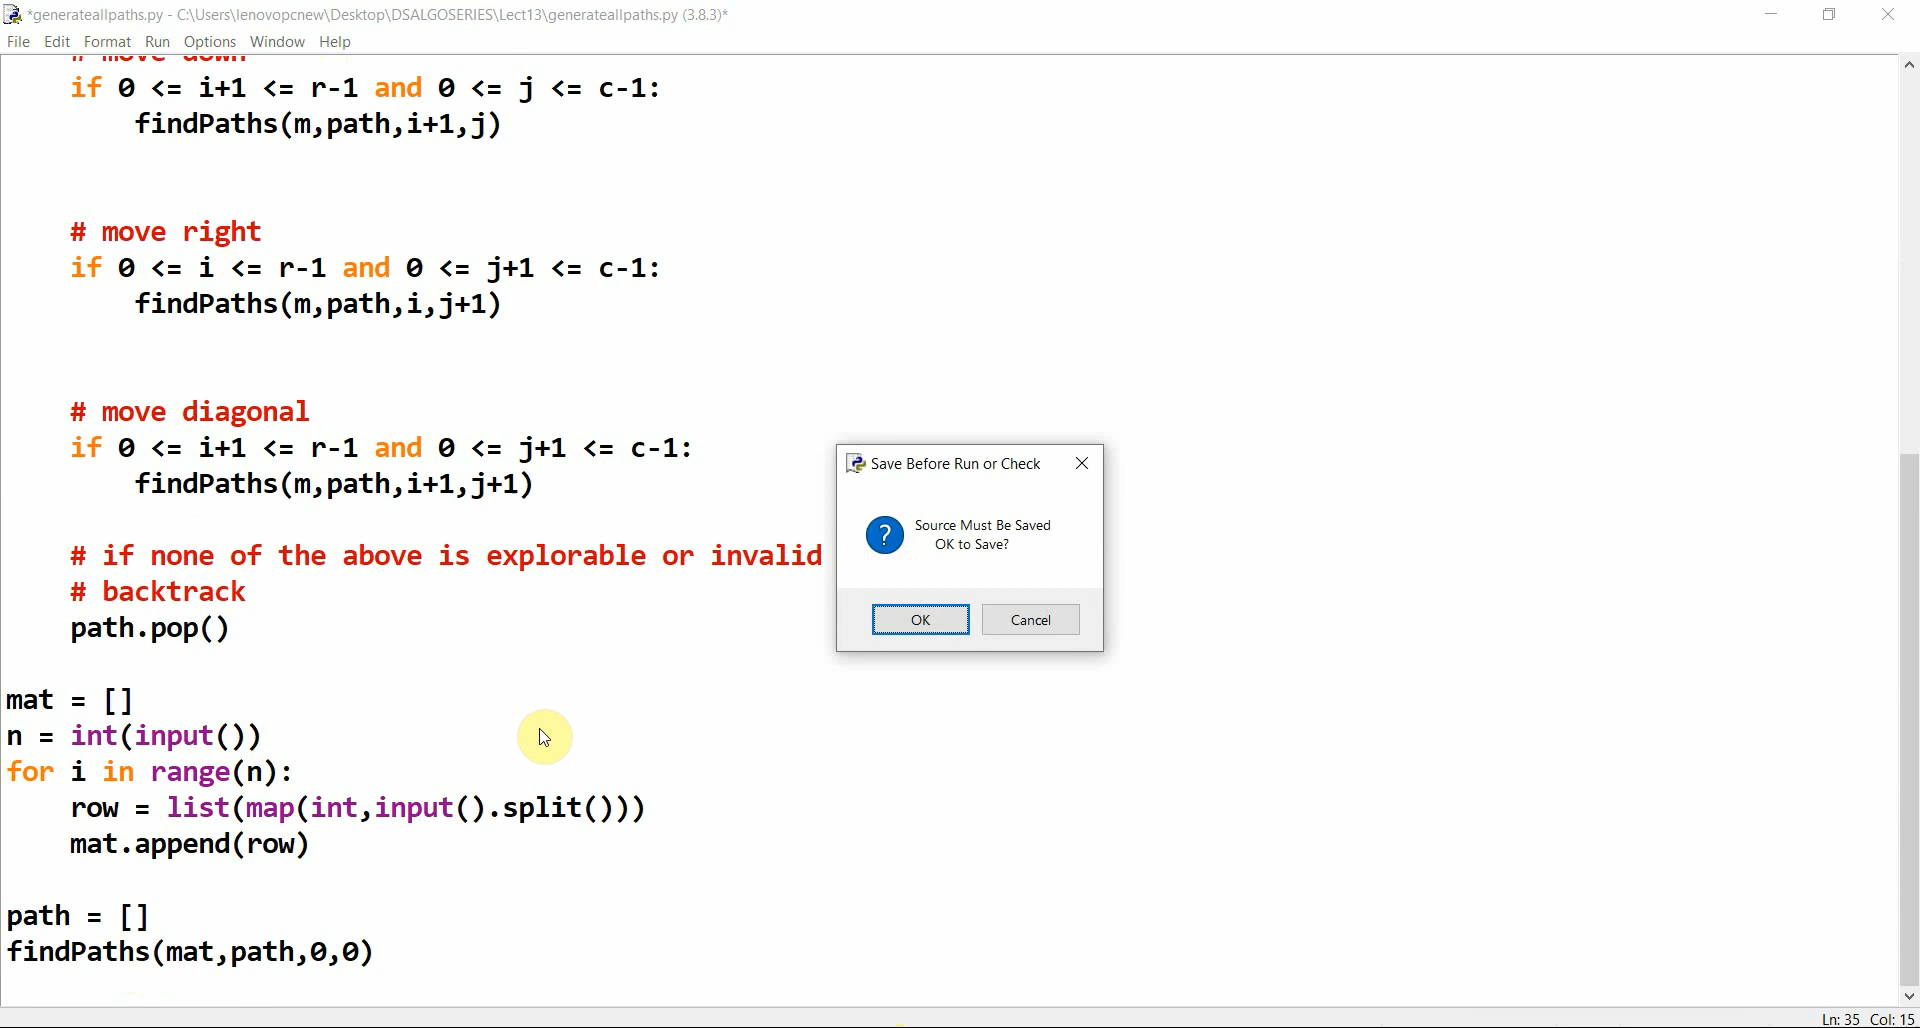 *generateallpaths.py - C:\Users\lenovopcnew\Desktop\DSALGOSERIES\Lect13\generateallpaths.py (3.8.3)*
File Edit Format Run Options Window Help
# move down
if 0 <= i+1 <= r-1 and 0 <= j <= c-1:
findPaths(m,path,i+1,j)
# move right
if 0 <= i <= r-1 and 0 <= j+1 <= c-1:
findPaths(m,path,i,j+1)
# move diagonal
if 0 <= i+1 <= r-1 and 0 <= j+1 <= c-1:
findPaths(m,path,i+1,j+1)
# if none of the above is explorable or invalid
# backtrack
path.pop()
Save Before Run or Check
Source Must Be Saved
OK to Save?
OK Cancel
mat = []
n = int(input())
for i in range(n):
row = list(map(int,input().split()))
mat.append(row)
path = []
findPaths(mat,path,0,0)
Ln: 35 Col: 15